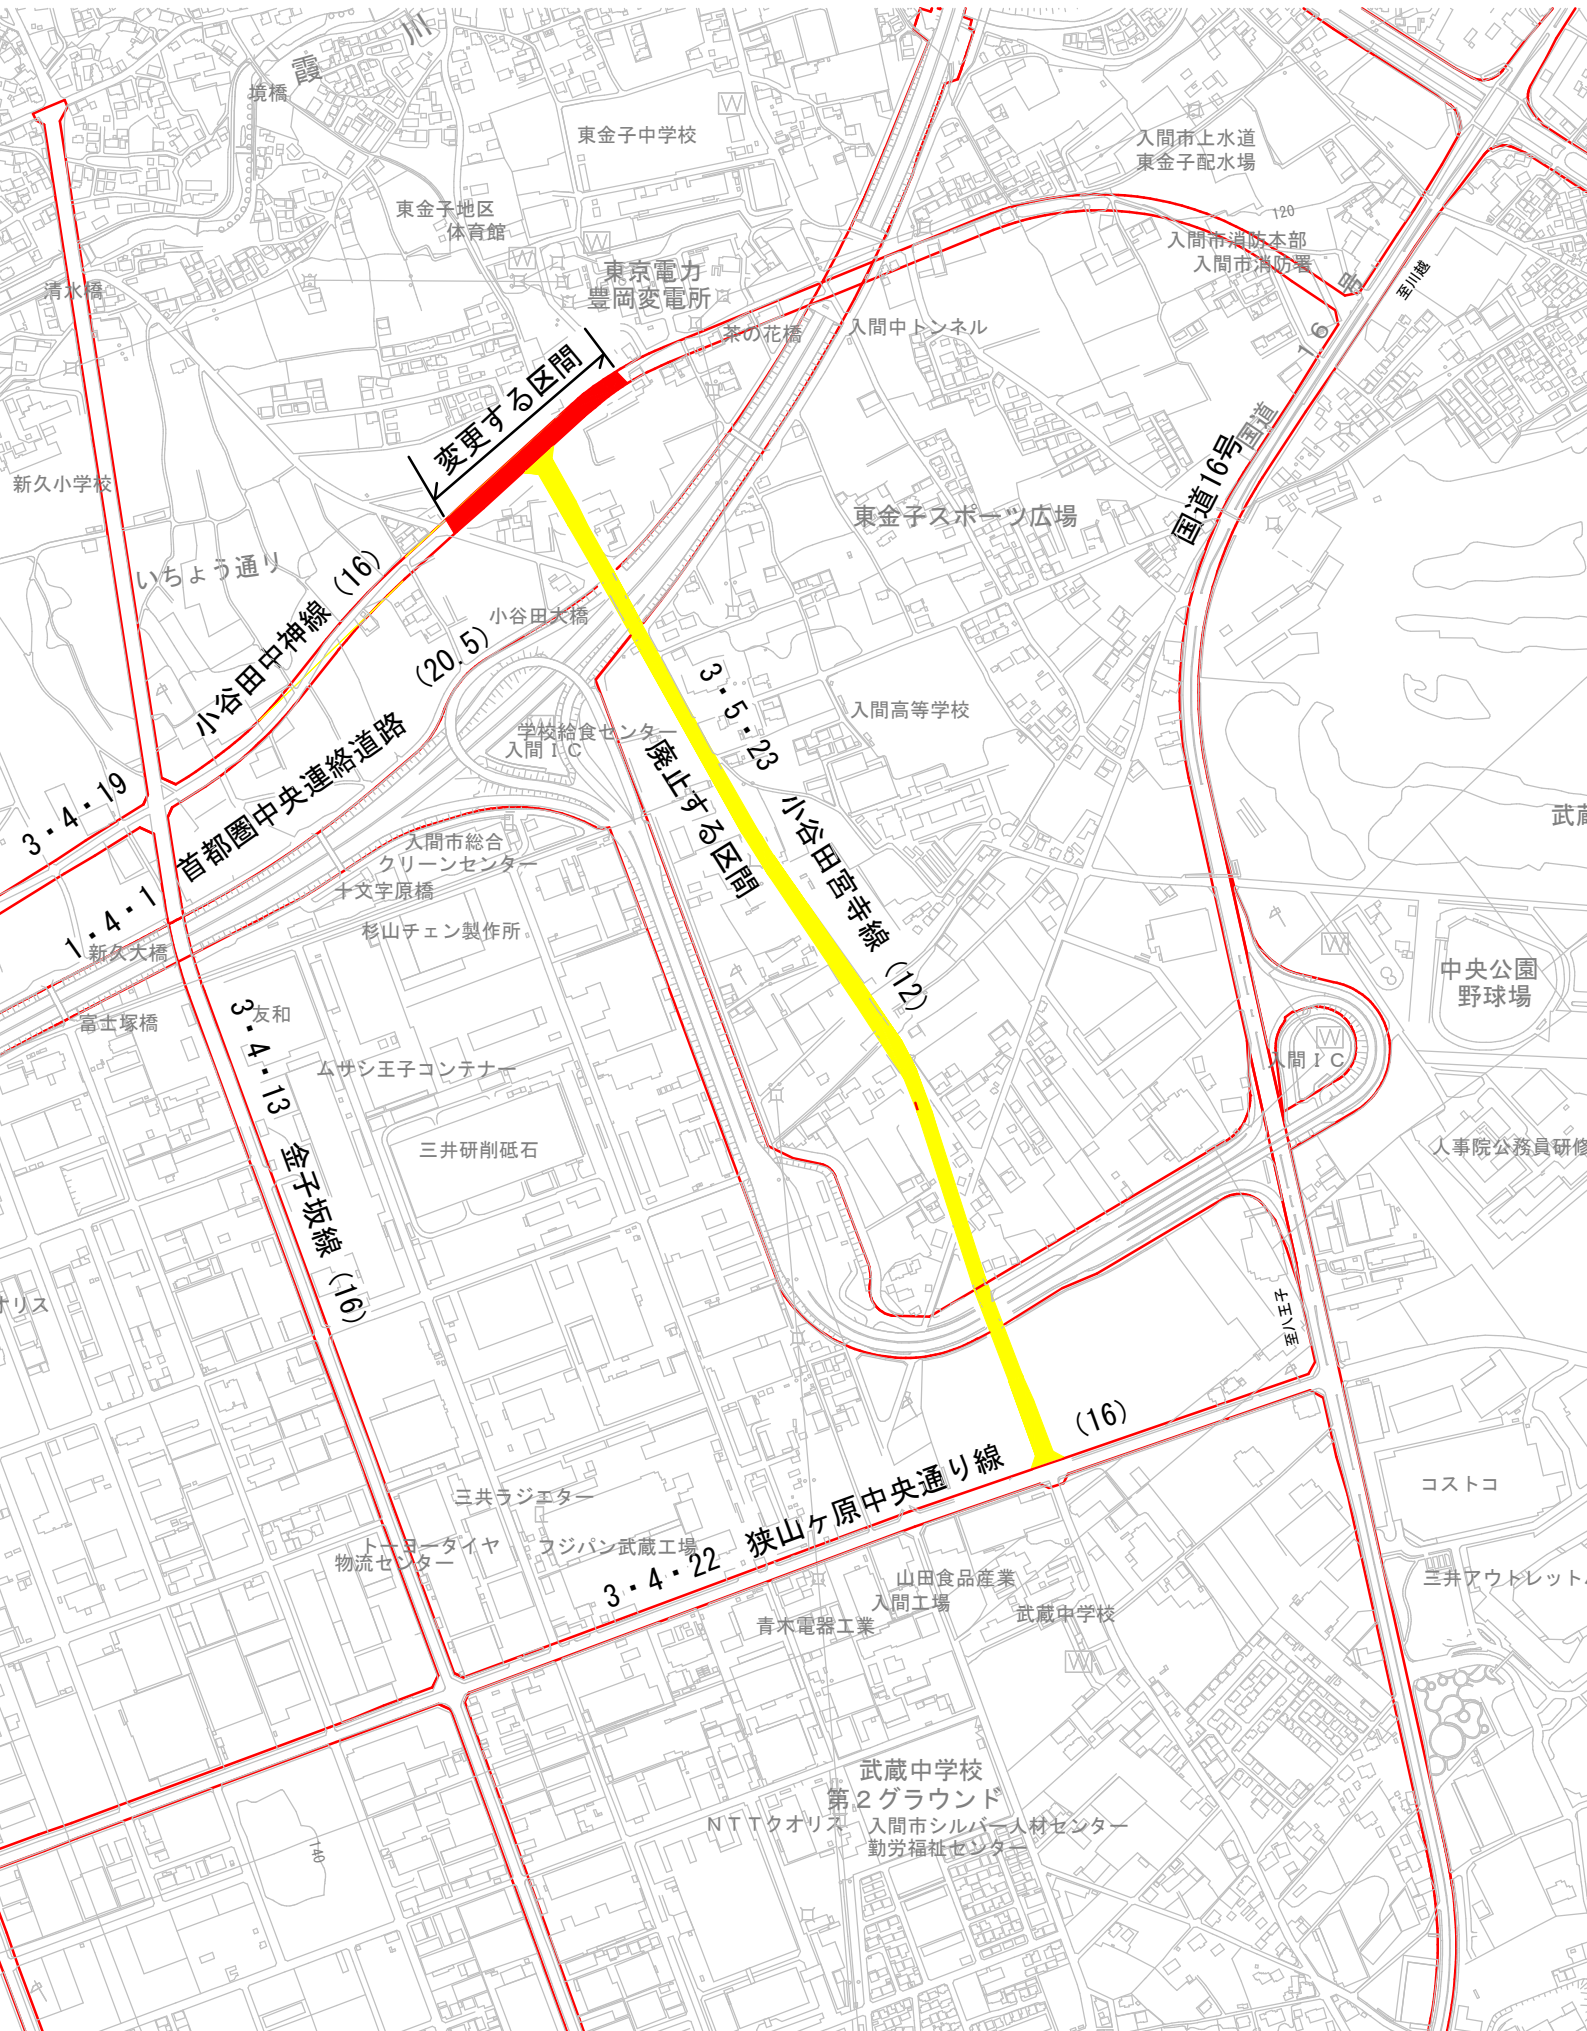 霞川
境橋
東金子中学校
入間市上水道
東金子配水場
東金子地区
体育館
120
入間市消防本部
入間市消防署
東京電力
豊岡変電所
清水橋
至川越
号
16
国道
茶の花橋
入間中トンネル
変更する区間
国道16号
新久小学校
東金子スポーツ広場
いちょう通り
小谷田大橋
3・4・19 小谷田中神線 (16)
1・4・1 首都圏中央連絡道路 (20.5)
学校給食センター
入間IC
入間高等学校
3・5・23 小谷田宮寺線 (12)
廃止する区間
武蔵
入間市総合
クリーンセンター
十文字原橋
杉山チェン製作所
新久大橋
中央公園
野球場
富士塚橋
友和
3・4・13 金子坂線 (16)
ムサシ王子コンテナー
入間IC
三井研削砥石
人事院公務員研修
オリス
至八王子
3・4・22 狭山ヶ原中央通り線 (16)
コストコ
三共ラジエター
トーヨータイヤ
物流センター
フジパン武蔵工場
山田食品産業
入間工場
三井アウトレット
武蔵中学校
青木電器工業
武蔵中学校
第2グラウンド
NTTクオリス
入間市シルバー人材センター
勤労福祉センター
140